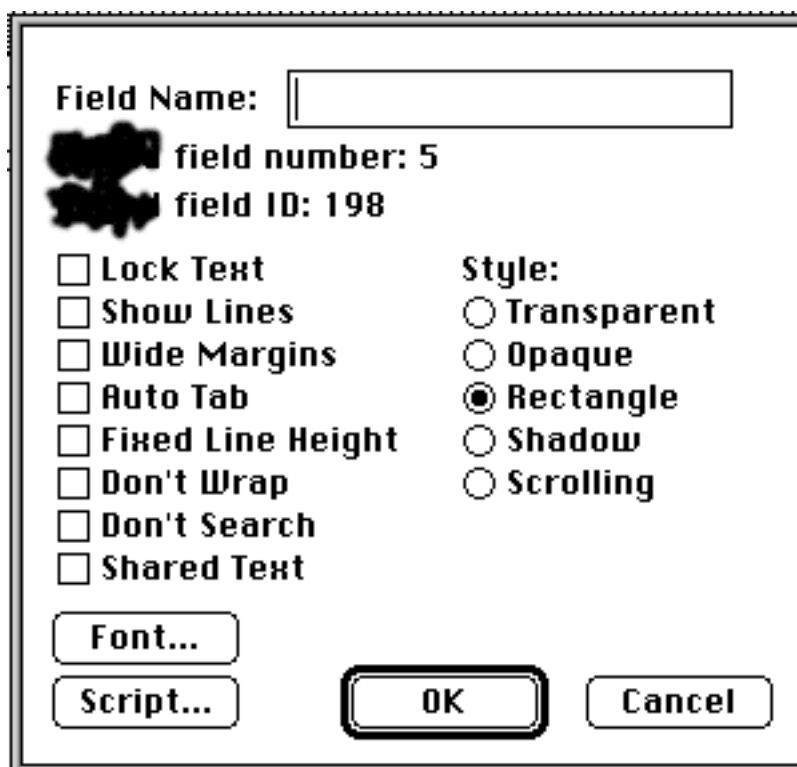 Field Name:
field number: 5
field ID: 198
Lock Text
Show Lines
Wide Margins
Auto Tab
Fixed Line Height
Don't Wrap
Don't Search
Shared Text
Style:
Transparent
Opaque
Rectangle
Shadow
Scrolling
Font...
Script...
OK
Cancel